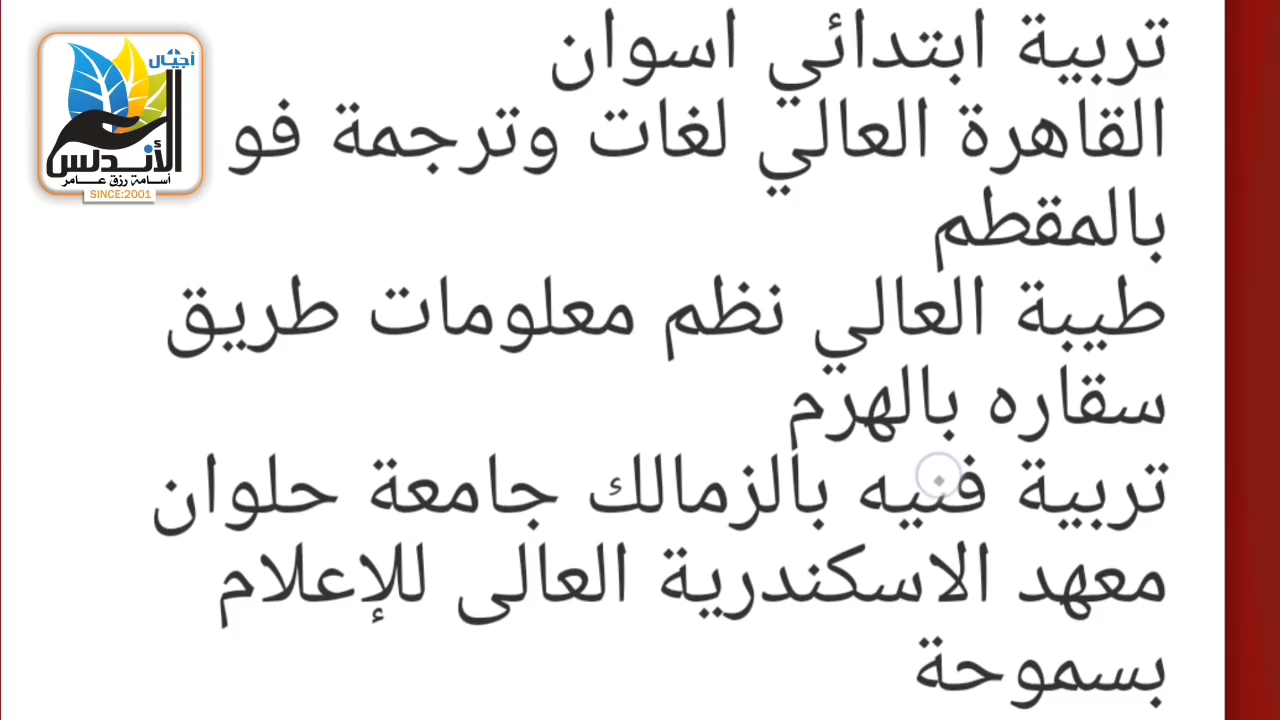 تربية ابتدائي اسوان
القاهرة العالي لغات وترجمة فو
بالمقطم
طيبة العالي نظم معلومات طريق
سقاره بالهرم
تربية فنيه بالزمالك جامعة حلوان
معهد الاسكندرية العالى للإعلام
بسموحة
أجيال
الأندلس
أسامة رزق عامر
SINCE:2001